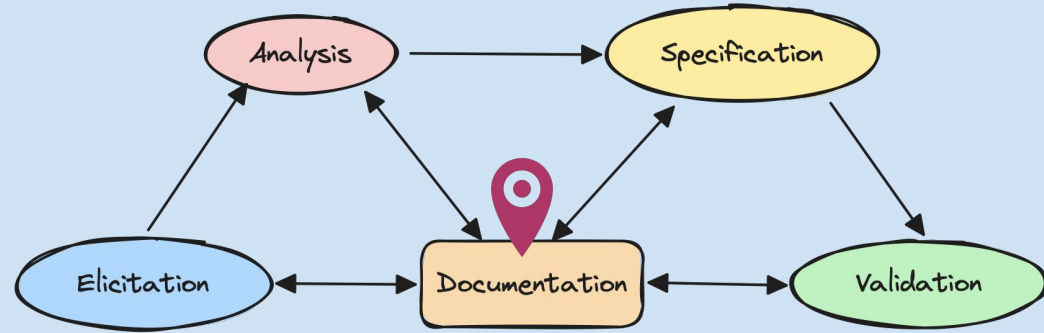 Analysis
Specification
Elicitation
Documentation
Validation